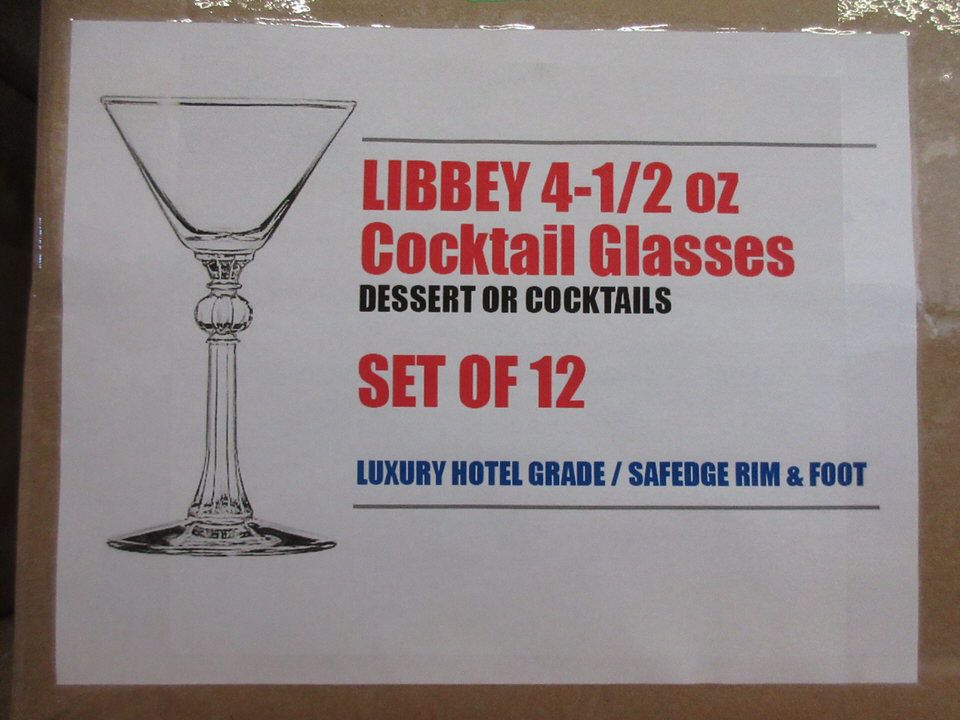 LIBBEY 4-1/2 oz
Cocktail Glasses
DESSERT OR COCKTAILS
SET OF 12
LUXURY HOTEL GRADE / SAFEDGE RIM & FOOT